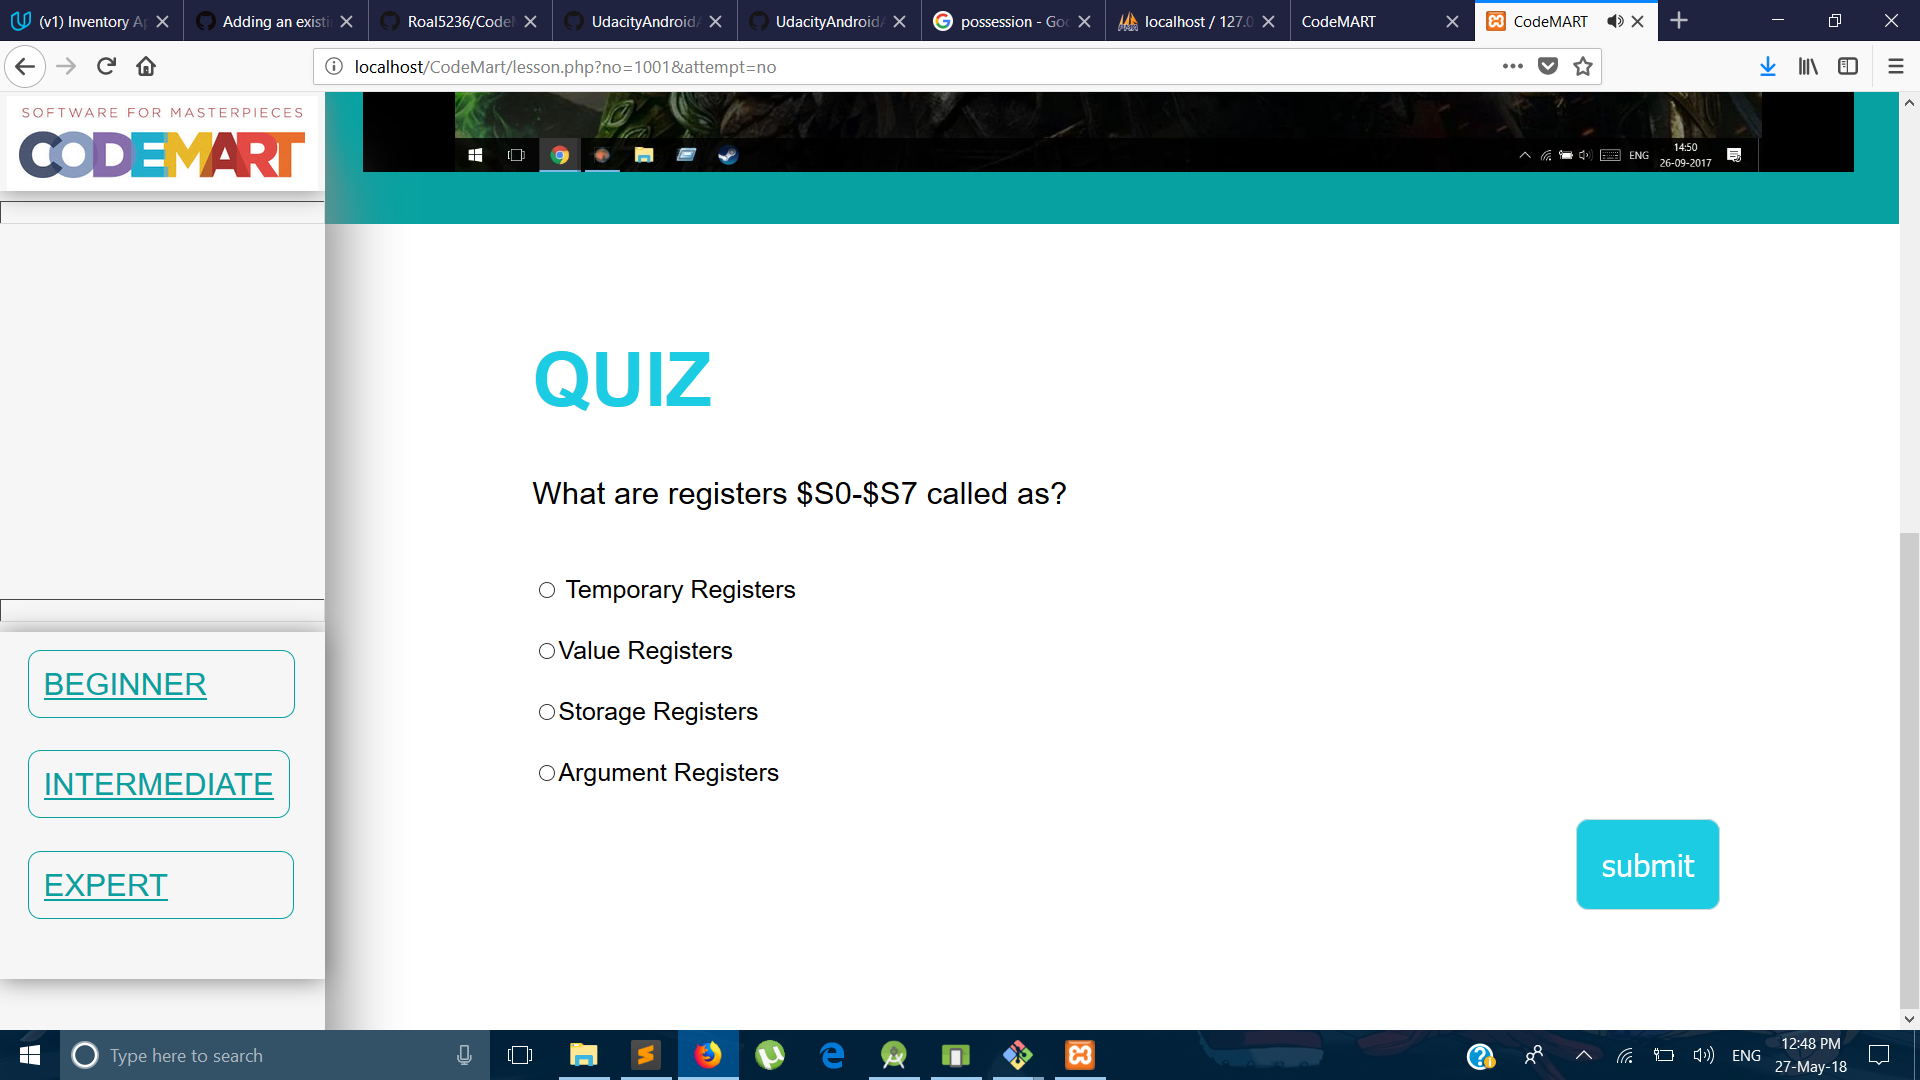 (v1) Inventory Ap
Adding an existi
Roal5236/Code
UdacityAndroid
UdacityAndroid
possession - Goo
localhost / 127.0
CodeMART
CodeMART
localhost/CodeMart/lesson.php?no=1001&attempt=no
SOFTWARE FOR MASTERPIECES
CODEMART
ENG
14:50
26-09-2017
QUIZ
What are registers $S0-$S7 called as?
Temporary Registers
Value Registers
Storage Registers
Argument Registers
submit
BEGINNER
INTERMEDIATE
EXPERT
Type here to search
ENG
12:48 PM
27-May-18